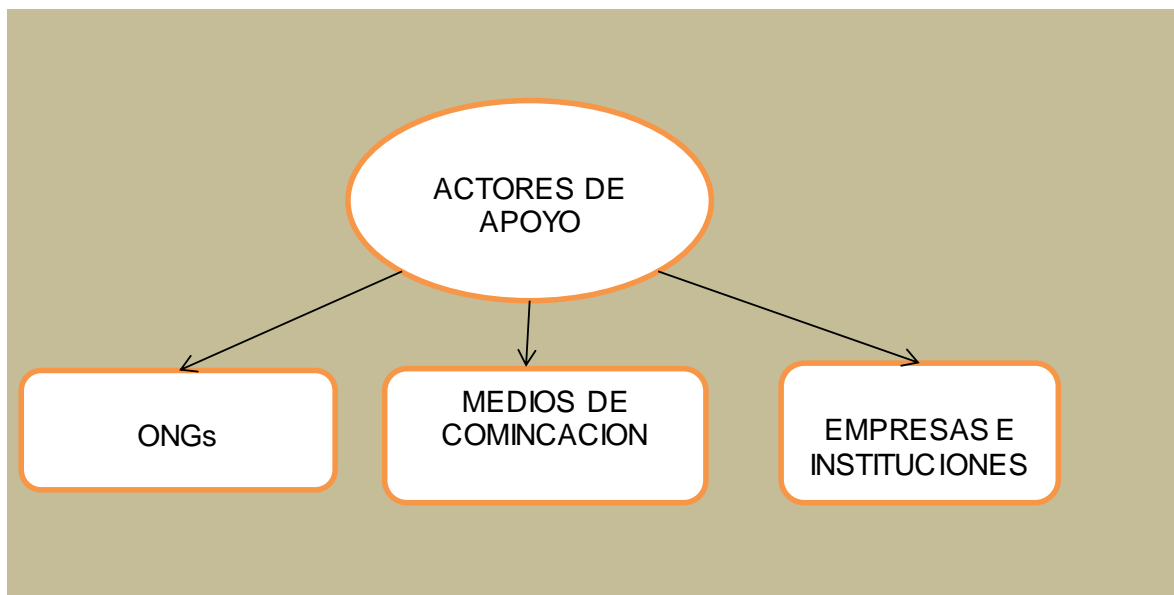 ACTORES DE
APOYO
ONGs
MEDIOS DE
COMINCACION
EMPRESAS E
INSTITUCIONES